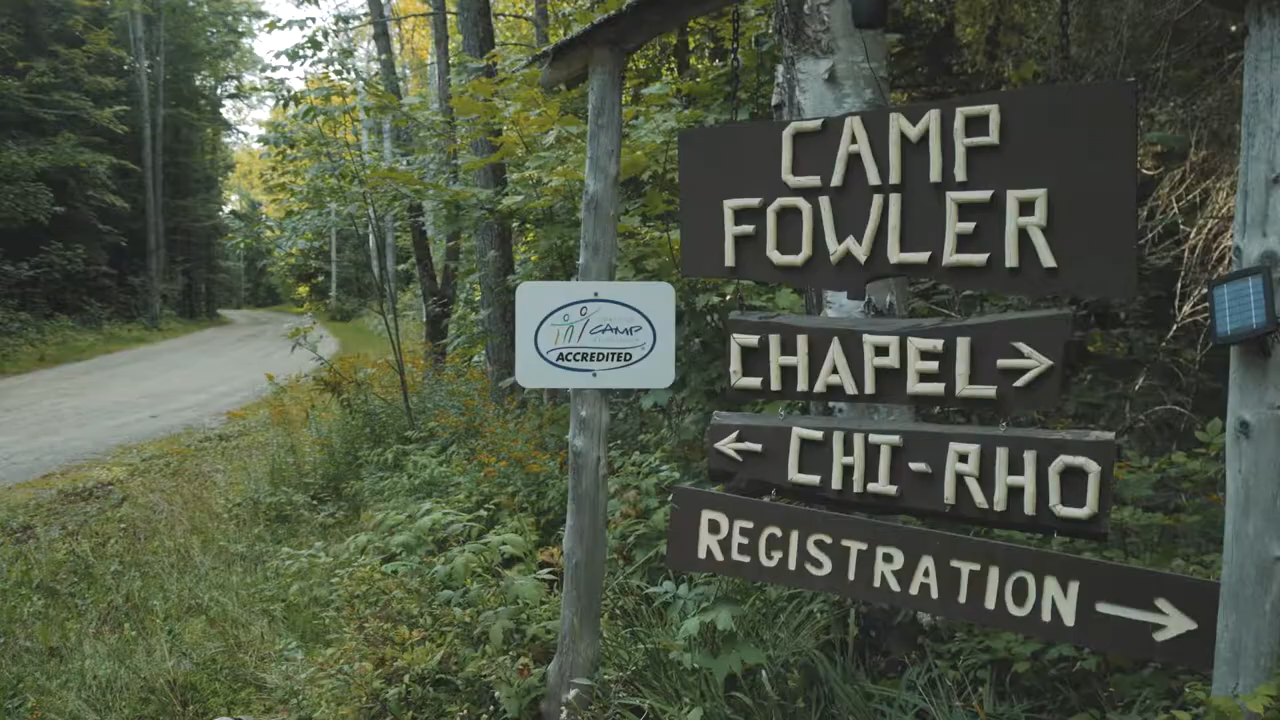 CAMP
FOWLER
CAMP
ACCREDITED
CHAPEL→
← CHI-RHO
REGISTRATION →